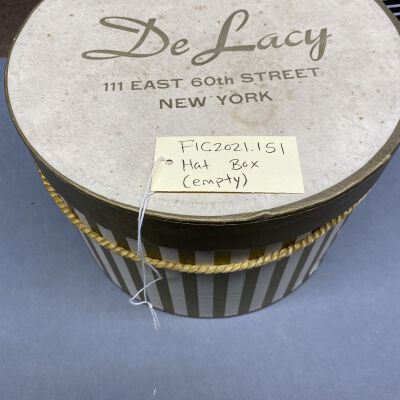 De Lacy
111 EAST 60th STREET
NEW YORK
FIC2021.151
Hat Box
(empty)